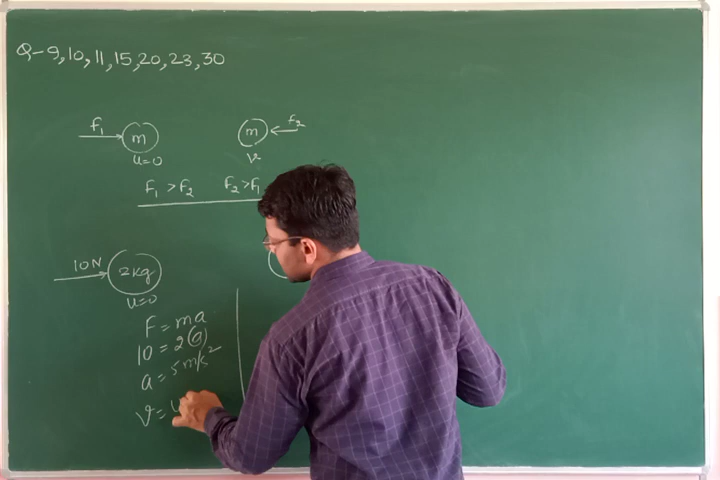 Q-9,10,11,15,20,23,30
F₁ m m F₂
u=0 v
F₁ >F₂ F₂>F₁
10N 2kg
u=0
F = ma
10 = 2(a)
a = 5m/s²
v = u